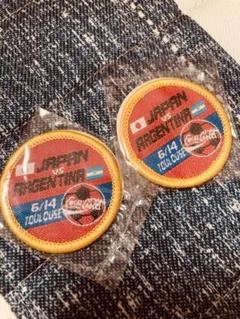 JAPAN
VS
ARGENTINA
6/14
TOULOUSE
Coca-Cola
JAPAN
VS
ARGENTINA
6/14
TOULOUSE
Coca-Cola